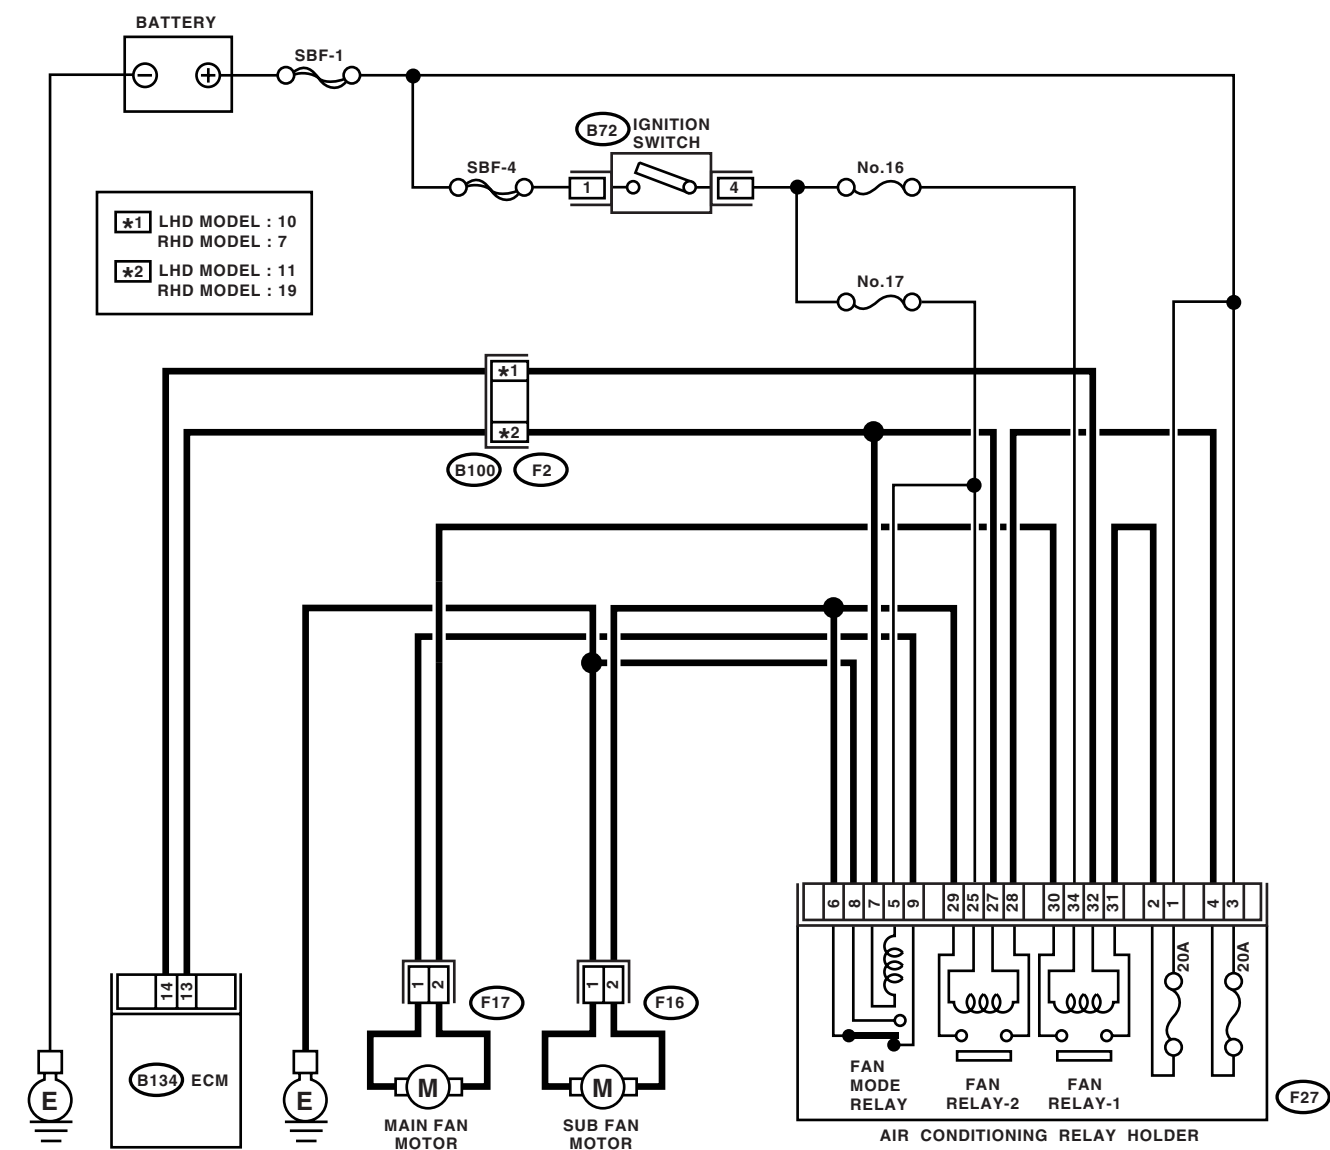 BATTERY
− +
SBF-1
B72 IGNITION
SWITCH
SBF-4
1 4
No.16
No.17
*1 LHD MODEL : 10
RHD MODEL : 7
*2 LHD MODEL : 11
RHD MODEL : 19
*1
*2
B100 F2
6 8 7 5 9 29 25 27 28 30 34 32 31 2 1 4 3
20A 20A
14 13
1 2
F17
1 2
F16
B134 ECM
E
E
M
M
MAIN FAN
MOTOR
SUB FAN
MOTOR
FAN
MODE
RELAY
FAN
RELAY-2
FAN
RELAY-1
F27
AIR CONDITIONING RELAY HOLDER